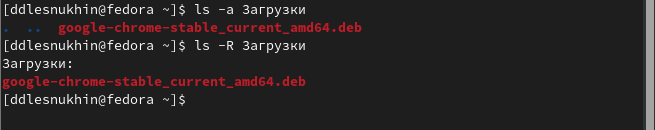 [ddlesnukhin@fedora ~]$ ls -a Загрузки
.  ..  google-chrome-stable_current_amd64.deb
[ddlesnukhin@fedora ~]$ ls -R Загрузки
Загрузки:
google-chrome-stable_current_amd64.deb
[ddlesnukhin@fedora ~]$